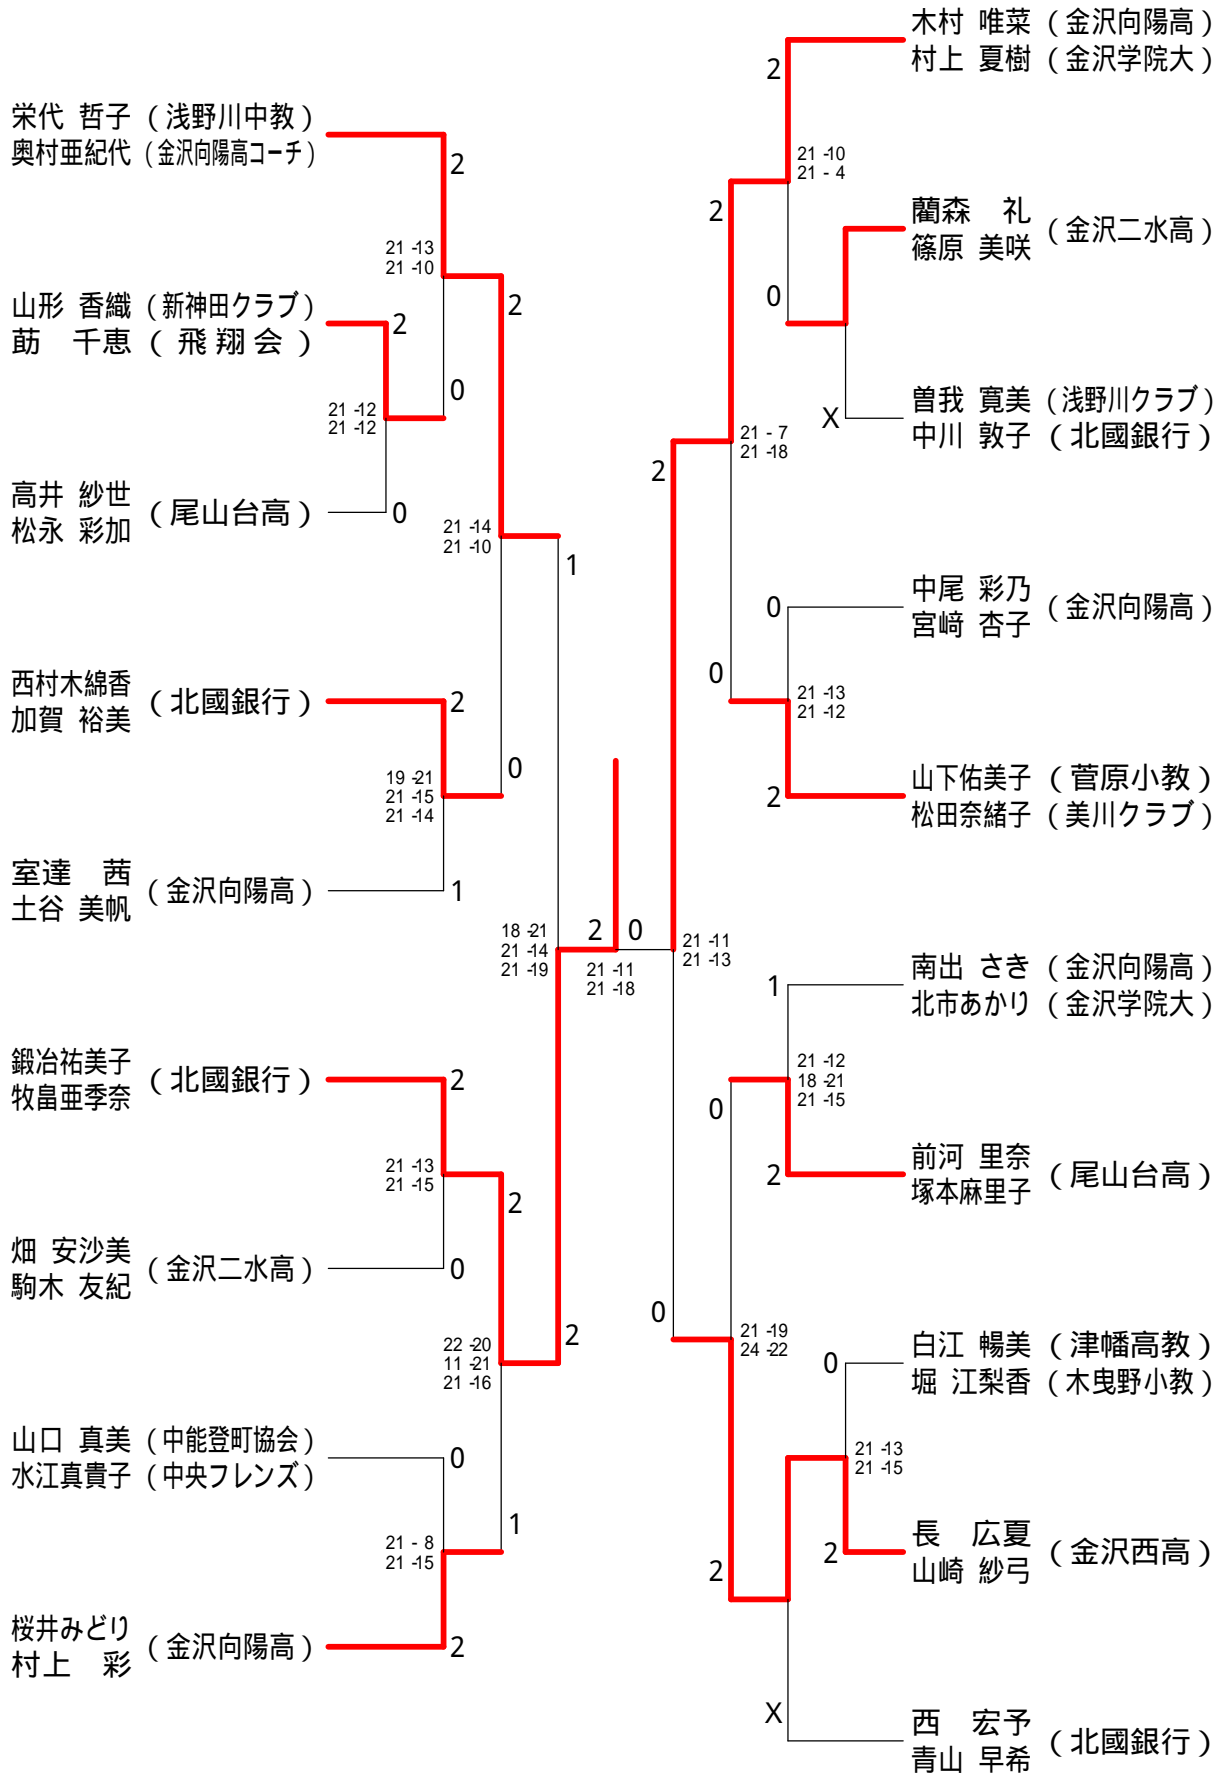 栄代 哲子 (浅野川中教)
奥村亜紀代 (金沢向陽高コーチ)
2
21 -13
21 -10
山形 香織 (新神田クラブ)
莇 千恵 (飛翔会)
2
2
0
21 -12
21 -12
高井 紗世
松永 彩加
(尾山台高)
0
21 -14
21 -10
1
西村木綿香
加賀 裕美
(北國銀行)
2
0
19 -21
21 -15
21 -14
室達 茜
土谷 美帆
(金沢向陽高)
1
18 -21
21 -14
21 -19
2
0
21 -11
21 -18
鍛冶祐美子
牧畠亜季奈
(北國銀行)
2
21 -13
21 -15
2
畑 安沙美
駒木 友紀
(金沢二水高)
0
22 -20
11 -21
21 -16
2
山口 真美 (中能登町協会)
水江真貴子 (中央フレンズ)
0
1
21 - 8
21 -15
桜井みどり
村上 彩
(金沢向陽高)
2
木村 唯菜 (金沢向陽高)
村上 夏樹 (金沢学院大)
2
21 -10
21 - 4
2
藺森 礼
篠原 美咲
(金沢二水高)
0
曽我 寛美 (浅野川クラブ)
中川 敦子 (北國銀行)
X
21 - 7
21 -18
2
中尾 彩乃
宮﨑 杏子
(金沢向陽高)
0
0
21 -13
21 -12
山下佑美子 (菅原小教)
松田奈緒子 (美川クラブ)
2
21 -11
21 -13
南出 さき (金沢向陽高)
北市あかり (金沢学院大)
1
21 -12
18 -21
21 -15
0
前河 里奈
塚本麻里子
(尾山台高)
2
0
21 -19
24 -22
白江 暢美 (津幡高教)
堀 江梨香 (木曳野小教)
0
21 -13
21 -15
長 広夏
山崎 紗弓
(金沢西高)
2
2
X
西 宏予
青山 早希
(北國銀行)